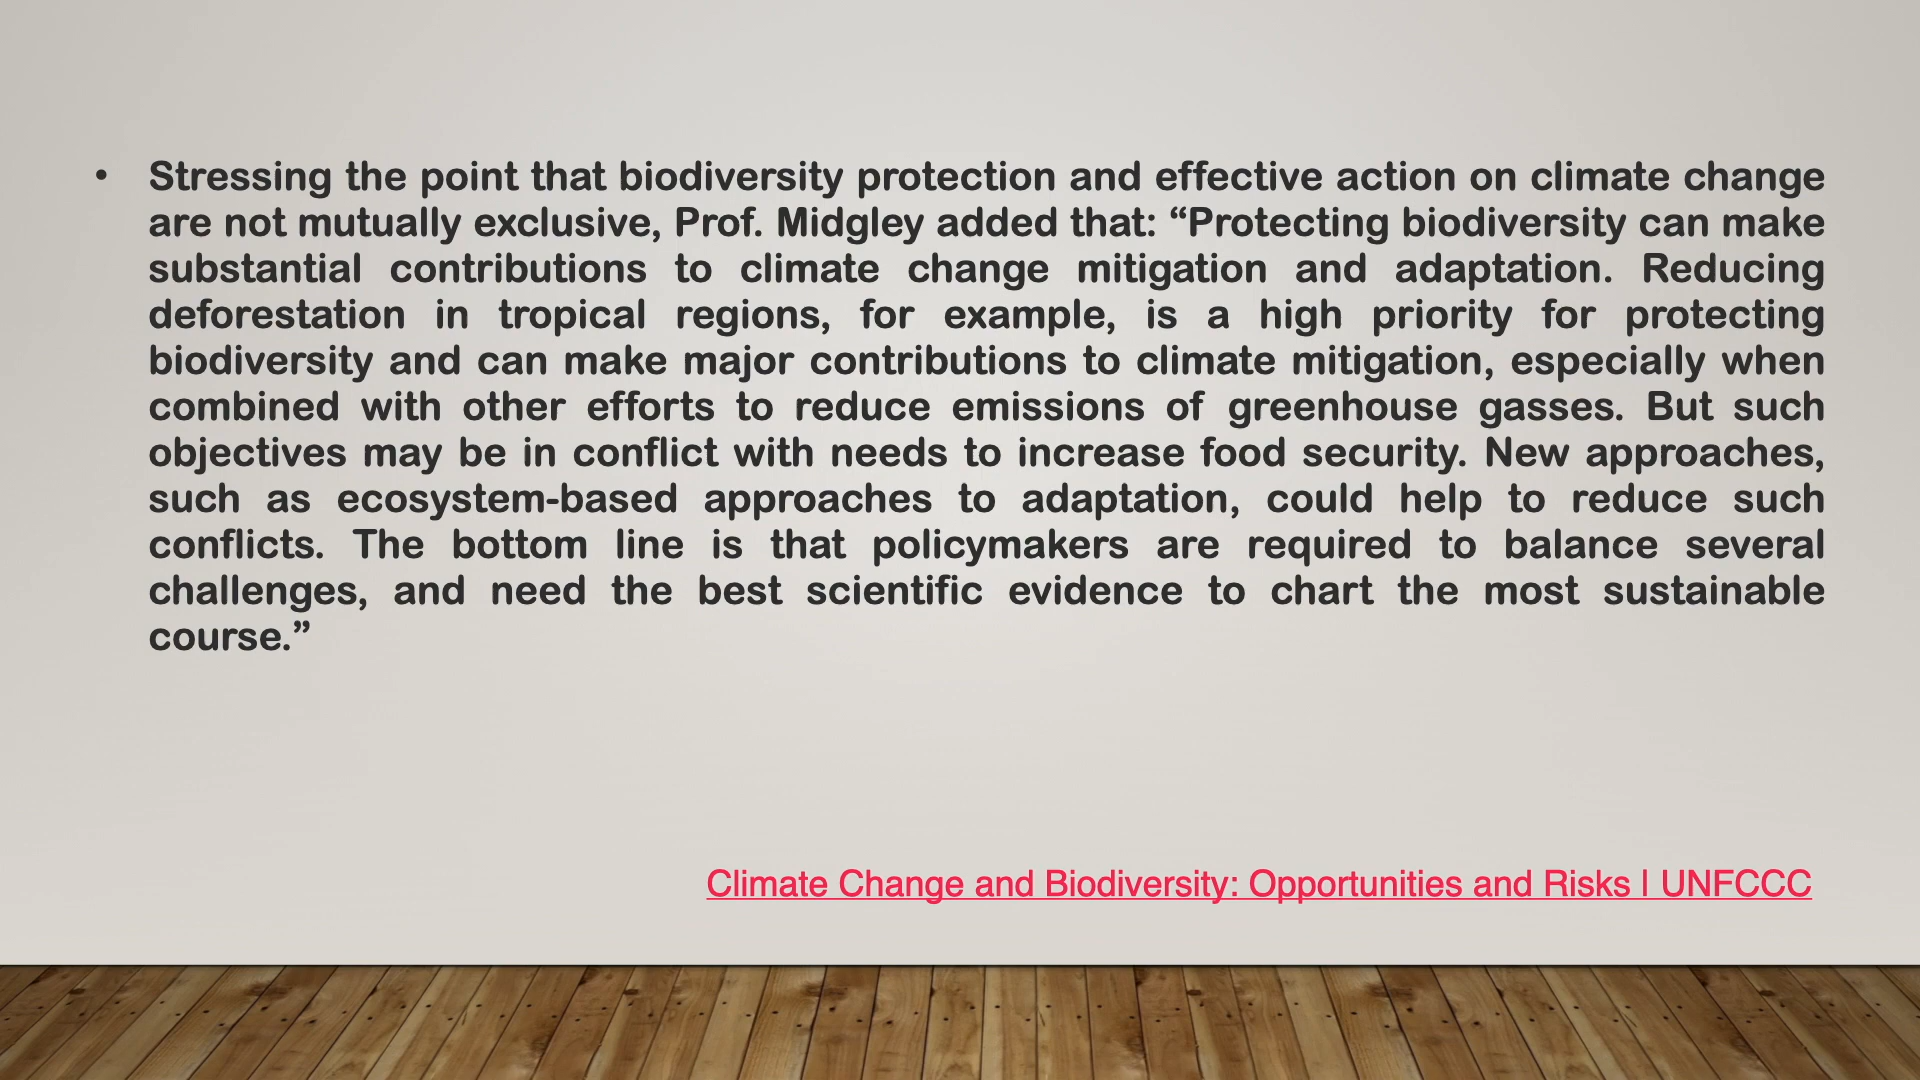 • Stressing the point that biodiversity protection and effective action on climate change
are not mutually exclusive, Prof. Midgley added that: “Protecting biodiversity can make
substantial contributions to climate change mitigation and adaptation. Reducing
deforestation in tropical regions, for example, is a high priority for protecting
biodiversity and can make major contributions to climate mitigation, especially when
combined with other efforts to reduce emissions of greenhouse gasses. But such
objectives may be in conflict with needs to increase food security. New approaches,
such as ecosystem-based approaches to adaptation, could help to reduce such
conflicts. The bottom line is that policymakers are required to balance several
challenges, and need the best scientific evidence to chart the most sustainable
course.”
Climate Change and Biodiversity: Opportunities and Risks | UNFCCC